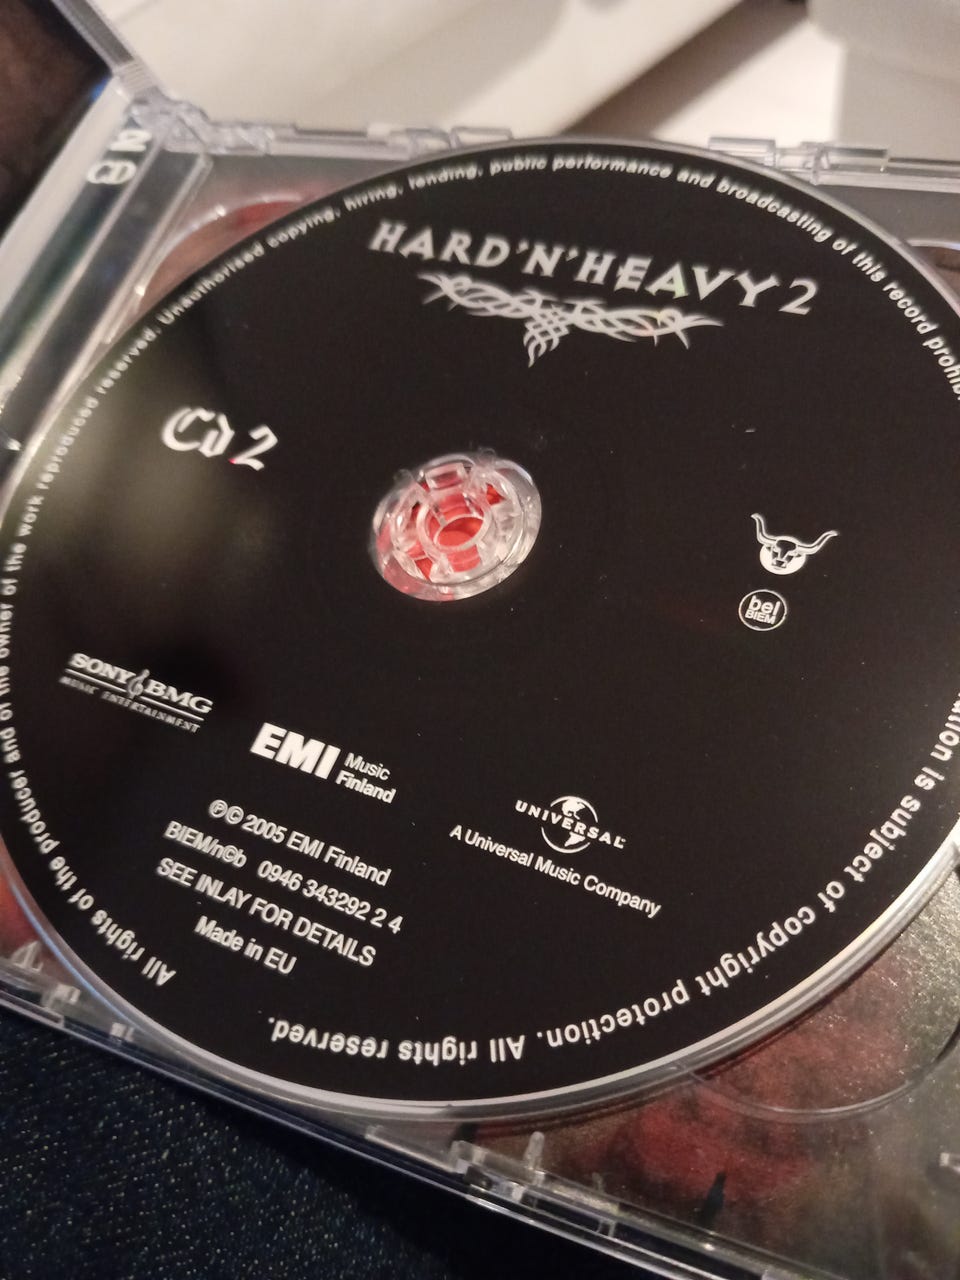 CD
HARD'N'HEAVY 2
Cd 2
bel
BIEM
SONY BMG
MUSIC ENTERTAINMENT
EMI Music
Finland
UNIVERSAL
A Universal Music Company
℗© 2005 EMI Finland
BIEM/n©b 0946 343292 2 4
SEE INLAY FOR DETAILS
Made in EU
All rights of the producer and of the owner of the work reproduced reserved. Unauthorised copying, hiring, lending, public performance and broadcasting of this record
is subject of copyright protection. All rights reserved.